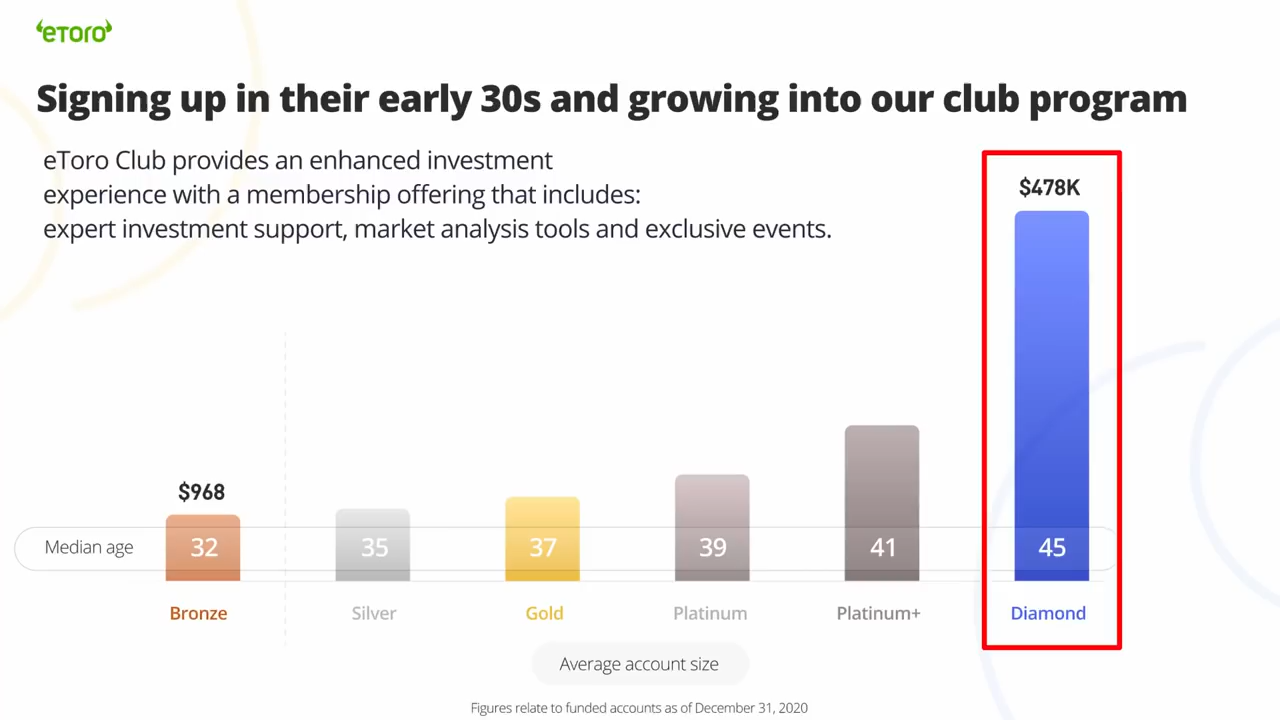 eToro
Signing up in their early 30s and growing into our club program
eToro Club provides an enhanced investment
experience with a membership offering that includes:
expert investment support, market analysis tools and exclusive events.
$478K
$968
Median age
32
35
37
39
41
45
Bronze
Silver
Gold
Platinum
Platinum+
Diamond
Average account size
Figures relate to funded accounts as of December 31, 2020